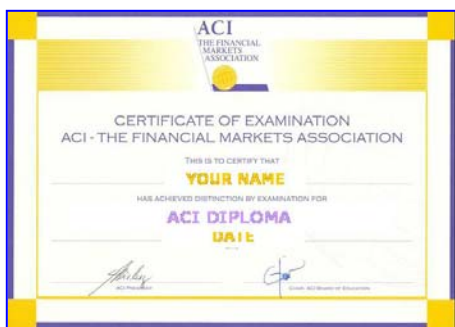 ACI
THE FINANCIAL
MARKETS
ASSOCIATION
CERTIFICATE OF EXAMINATION
ACI - THE FINANCIAL MARKETS ASSOCIATION
THIS IS TO CERTIFY THAT
YOUR NAME
HAS ACHIEVED DISTINCTION BY EXAMINATION FOR
ACI DIPLOMA
DATE
ACI PRESIDENT
CHAIR, ACI BOARD OF EDUCATION